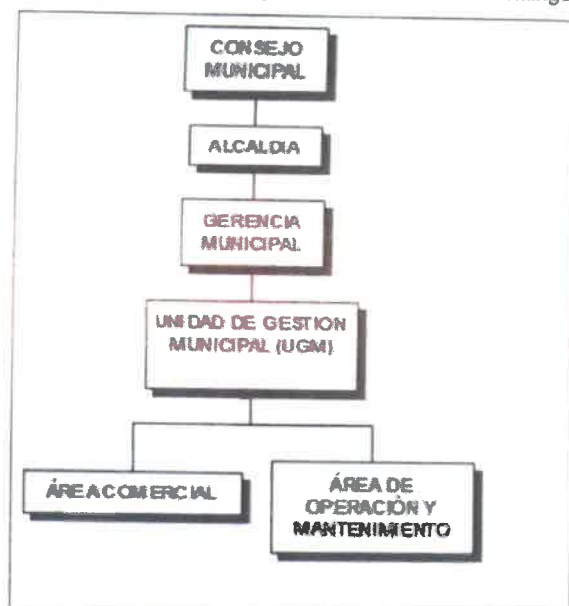 CONSEJO
MUNICIPAL
ALCALDIA
GERENCIA
MUNICIPAL
UNIDAD DE GESTION
MUNICIPAL (UGM)
ÁREA COMERCIAL
ÁREA DE
OPERACIÓN Y
MANTENIMIENTO